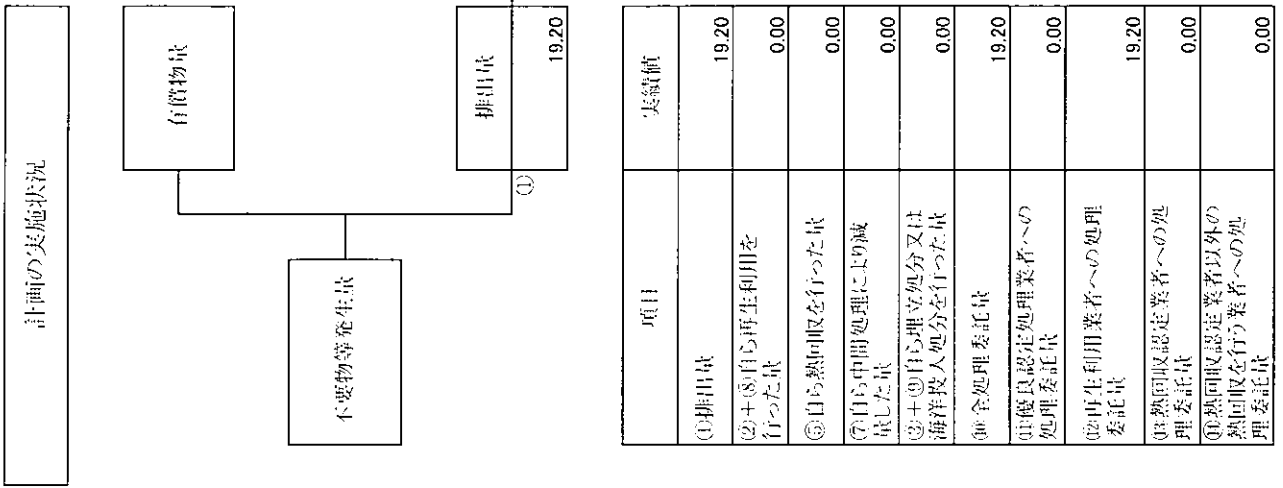 計画の実施状況
有償物量
不要物等発生量
排出量
①
19.20
項目
実績値
①排出量
19.20
②+⑧自ら再生利用を
行った量
0.00
⑤自ら熱回収を行った量
0.00
⑦自ら中間処理により減
量した量
0.00
③+⑨自ら埋立処分又は
海洋投入処分を行った量
0.00
⑩全処理委託量
19.20
⑪優良認定処理業者への
処理委託量
0.00
⑫再生利用業者への処理
委託量
19.20
⑬熱回収認定業者への処
理委託量
0.00
⑭熱回収認定業者以外の
熱回収を行う業者への処
理委託量
0.00